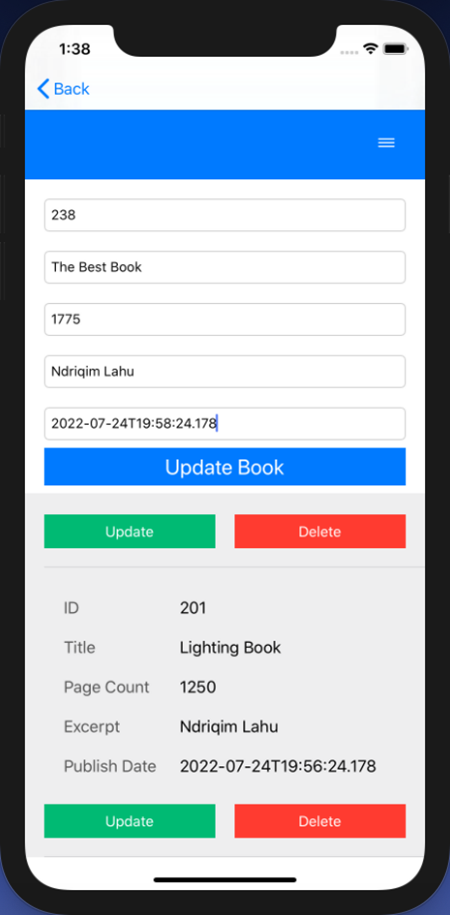 1:38
Back
238
The Best Book
1775
Ndriqim Lahu
2022-07-24T19:58:24.178
Update Book
Update Delete
ID 201
Title Lighting Book
Page Count 1250
Excerpt Ndriqim Lahu
Publish Date 2022-07-24T19:56:24.178
Update Delete